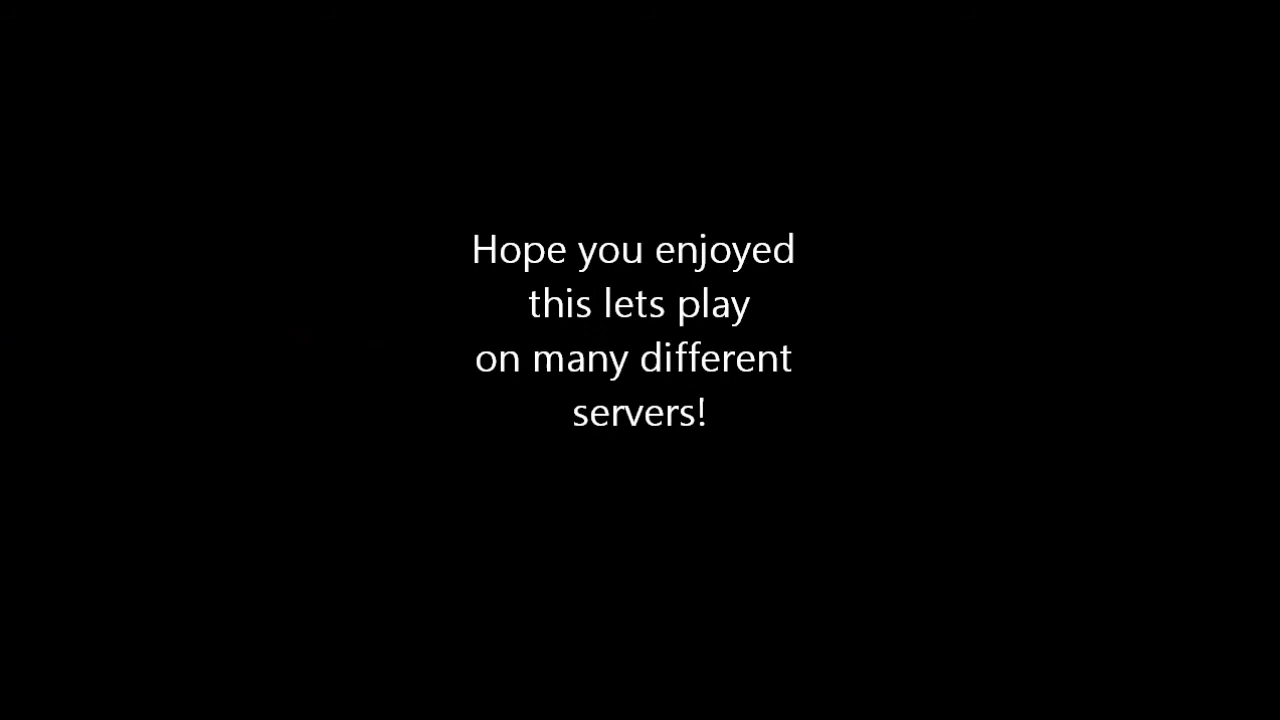 Hope you enjoyed
this lets play
on many different
servers!